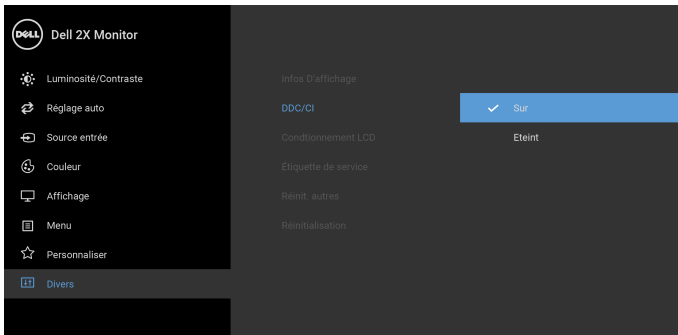 DELL
Dell 2X Monitor
Luminosité/Contraste
Réglage auto
Source entrée
Couleur
Affichage
Menu
Personnaliser
Divers
Infos D'affichage
DDC/CI
Condtionnement LCD
Étiquette de service
Réinit. autres
Réinitialisation
Sur
Eteint